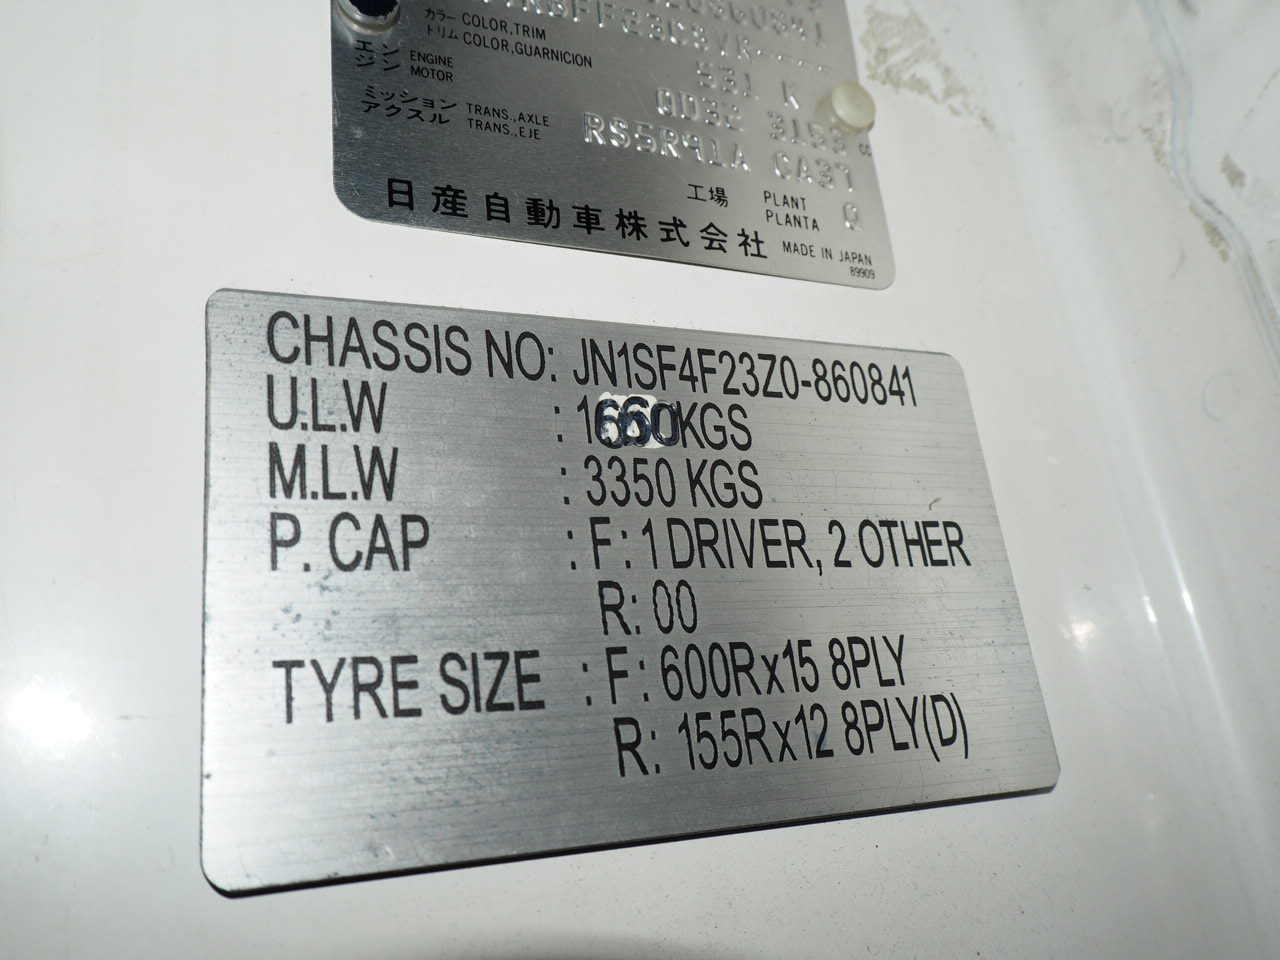 カラー COLOR,TRIM
トリム COLOR,GUARNICION
531 K
エンジン ENGINE MOTOR QD32 3153 cc
ミッション TRANS.,AXLE
アクスル TRANS.,EJE RS5R91A CA37
工場 PLANT PLANTA Q
日産自動車株式会社 MADE IN JAPAN
89909
CHASSIS NO: JN1SF4F23Z0-860841
U.L.W : 1660KGS
M.L.W : 3350 KGS
P. CAP : F: 1 DRIVER, 2 OTHER
R: 00
TYRE SIZE : F: 600Rx15 8PLY
R: 155Rx12 8PLY(D)